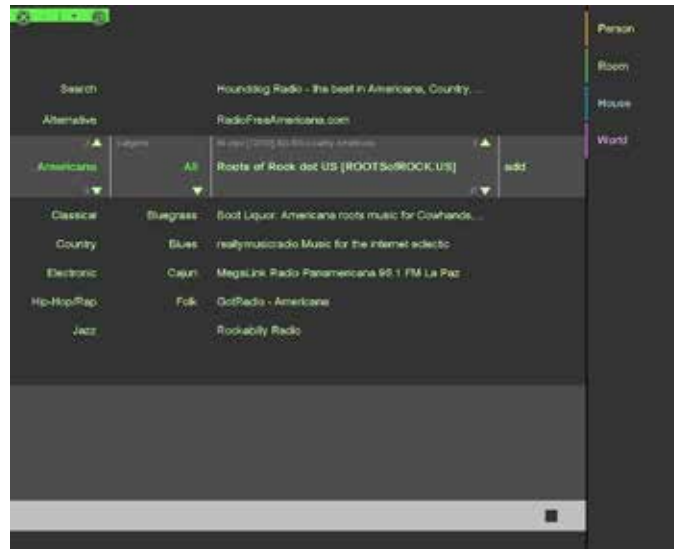 Person
Room
House
World
Search
Hounddog Radio - the best in Americana, Country, ...
Alternative
RadioFreeAmericana.com
Americana All Roots of Rock dot US [ROOTSofROCK.US] add
Classical Bluegrass Boot Liquor: Americana roots music for Cowhands, ...
Country Blues reallymusicradio Music for the internet eclectic
Electronic Cajun MegaLink Radio Panamericana 96.1 FM La Paz
Hip-Hop/Rap Folk GotRadio - Americana
Jazz Rockabilly Radio